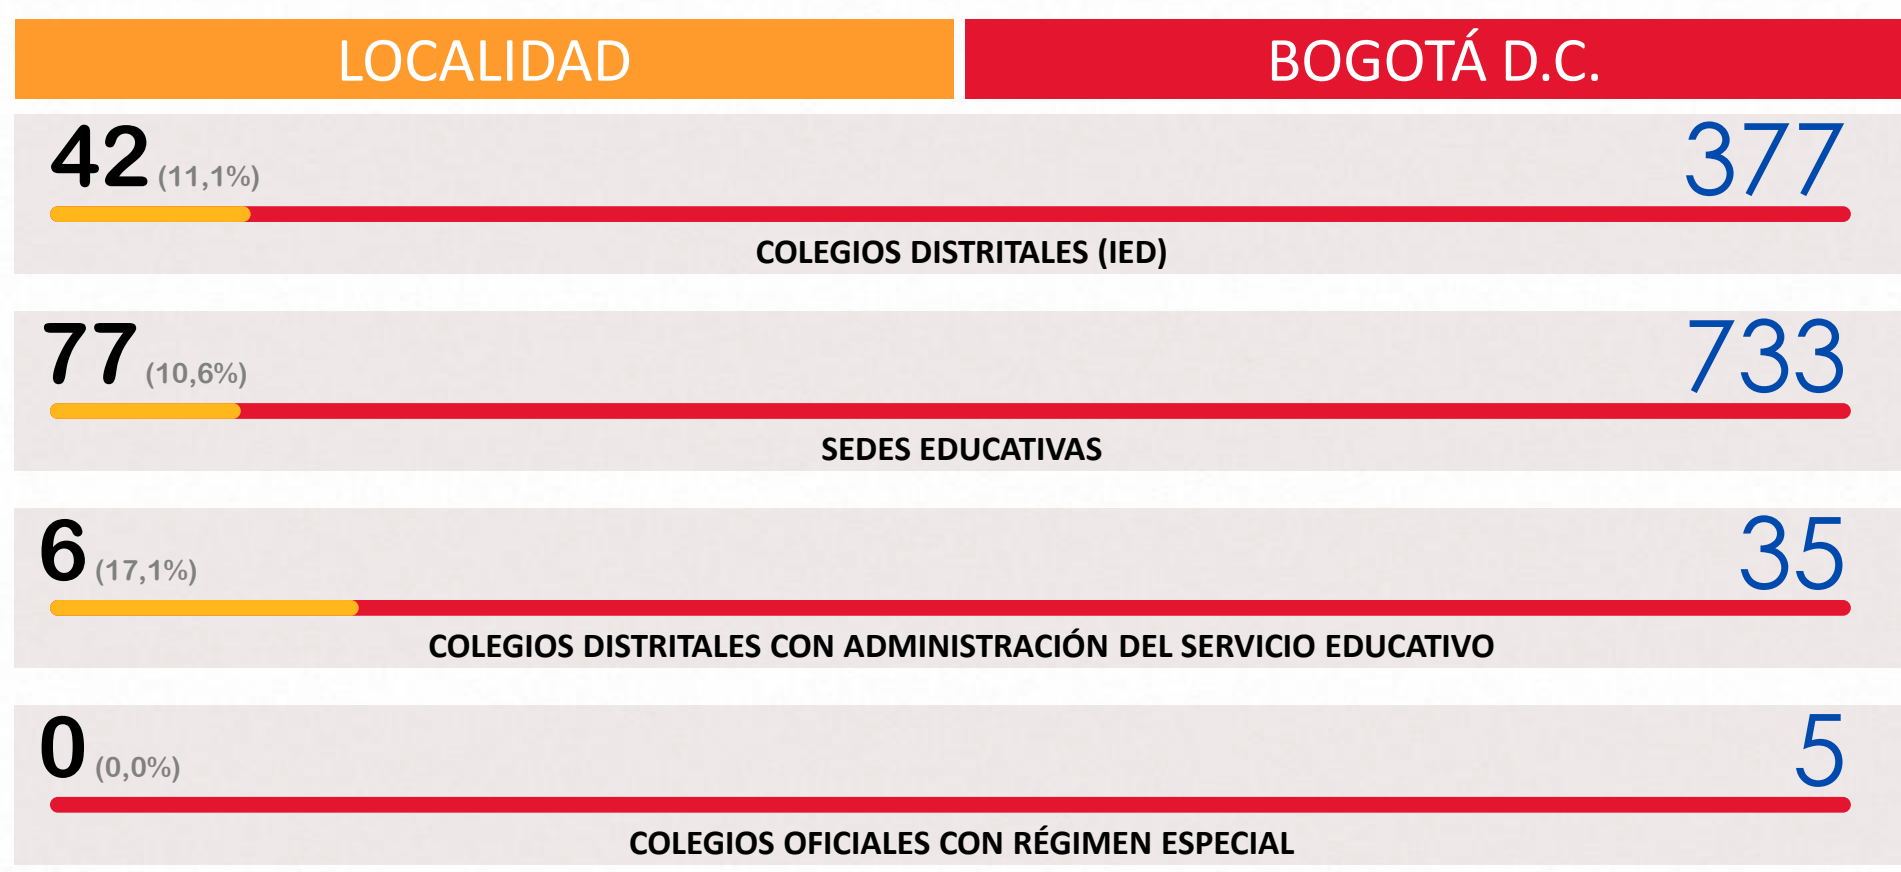 LOCALIDAD
BOGOTÁ D.C.
42 (11,1%)
377
COLEGIOS DISTRITALES (IED)
77 (10,6%)
733
SEDES EDUCATIVAS
6 (17,1%)
35
COLEGIOS DISTRITALES CON ADMINISTRACIÓN DEL SERVICIO EDUCATIVO
0 (0,0%)
5
COLEGIOS OFICIALES CON RÉGIMEN ESPECIAL